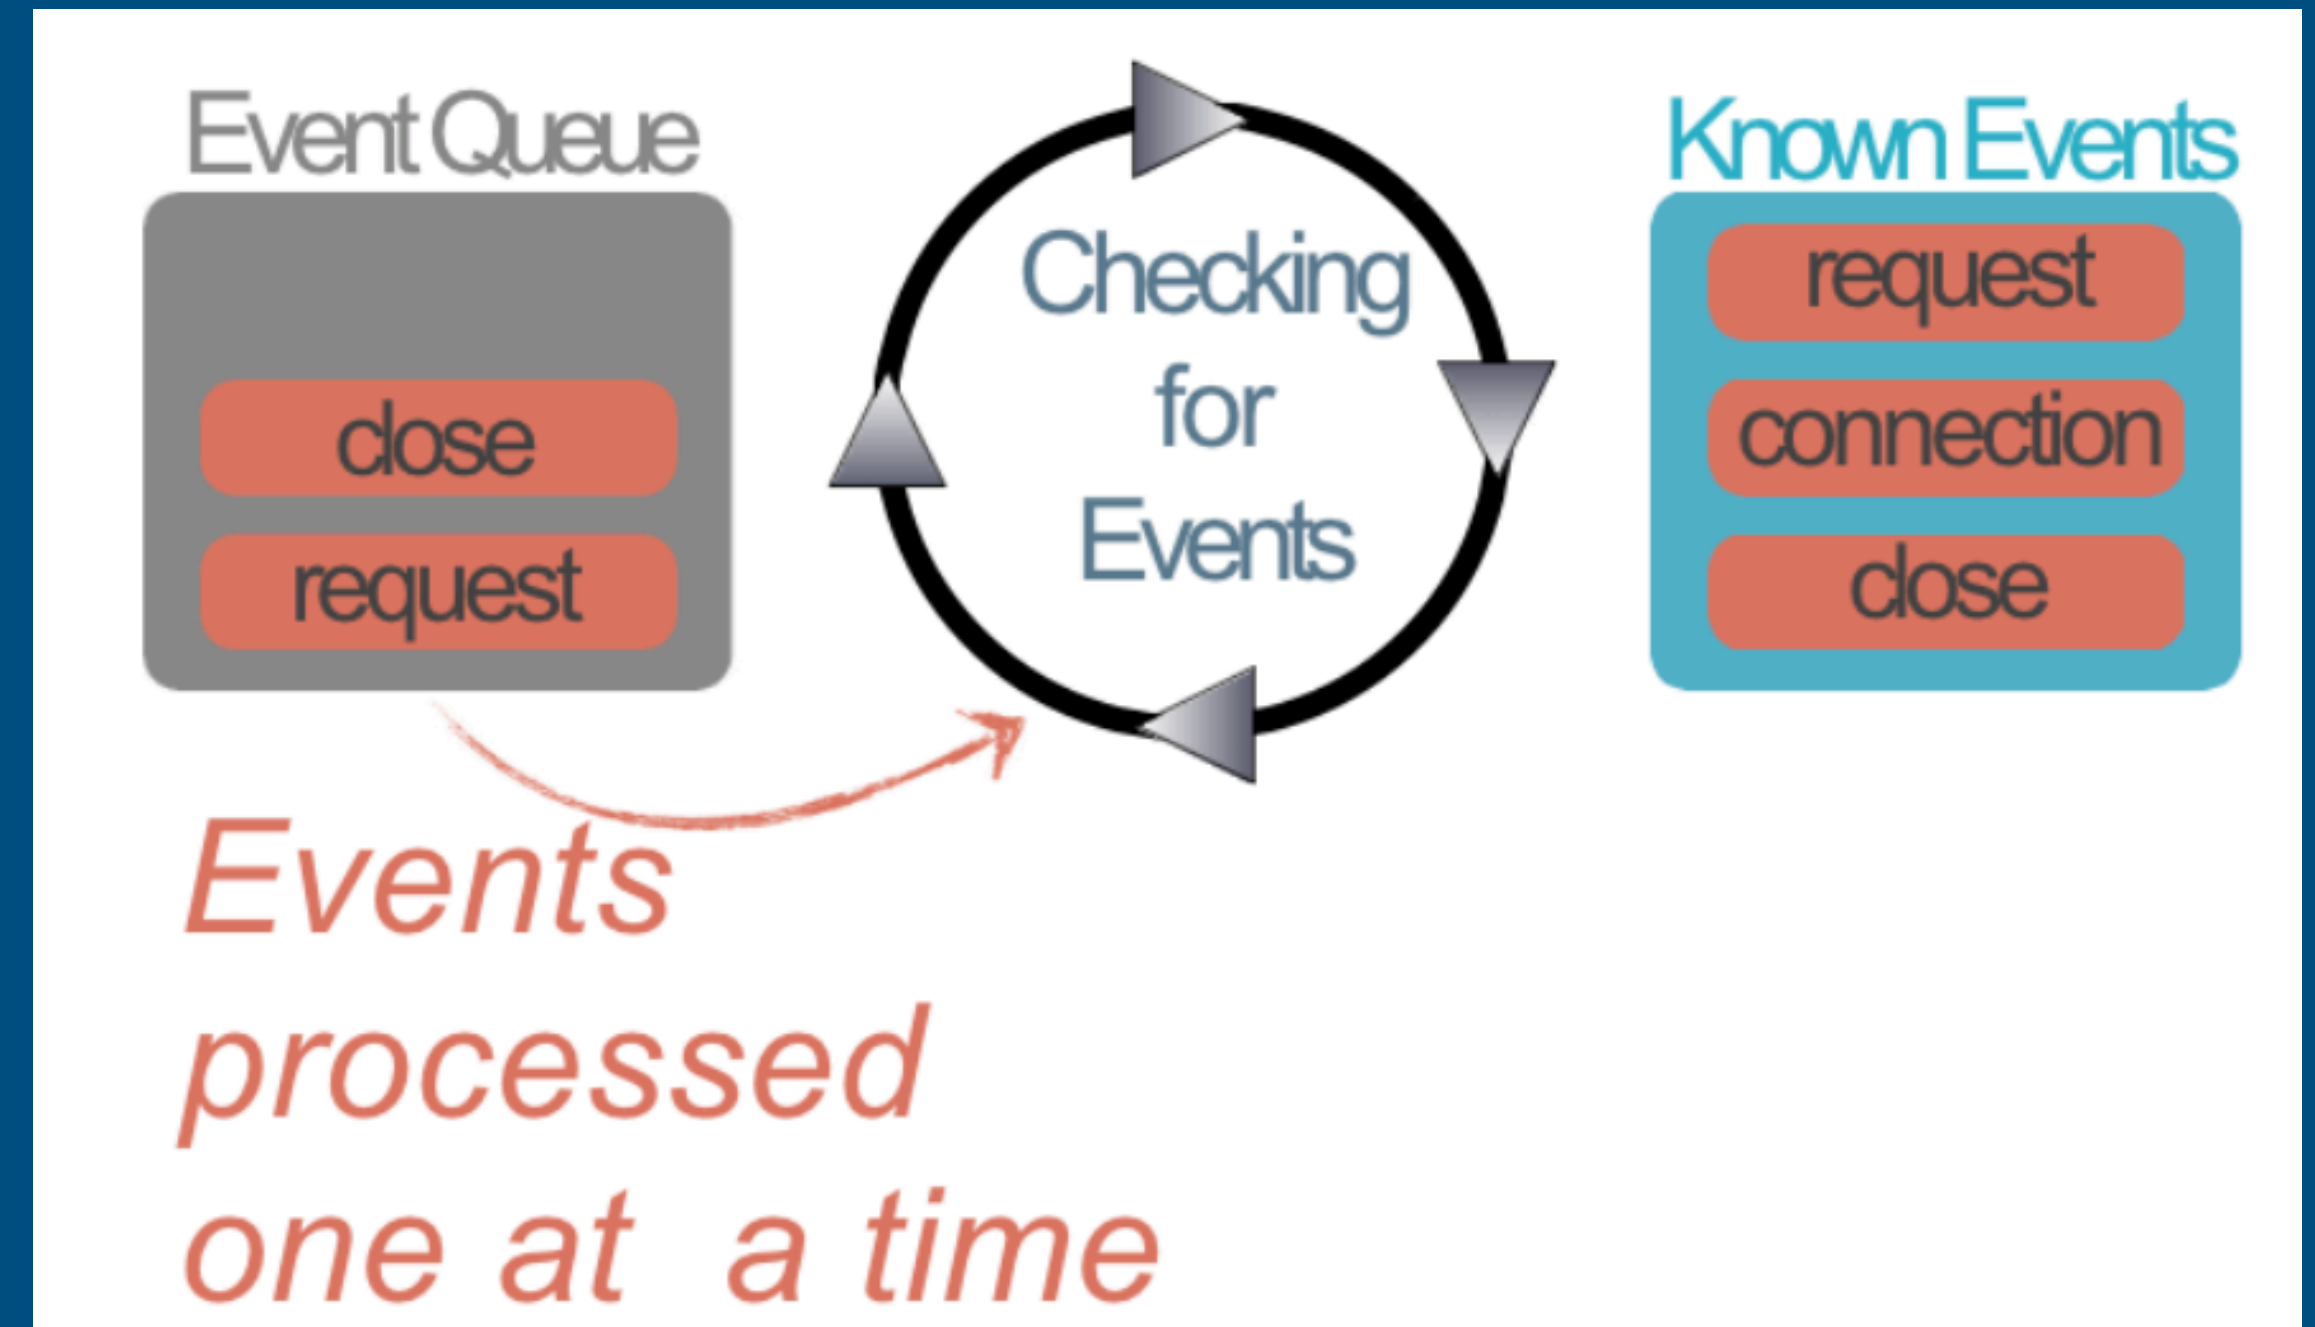 Event Queue
close
request
Checking
for
Events
Known Events
request
connection
close
Events
processed
one at a time